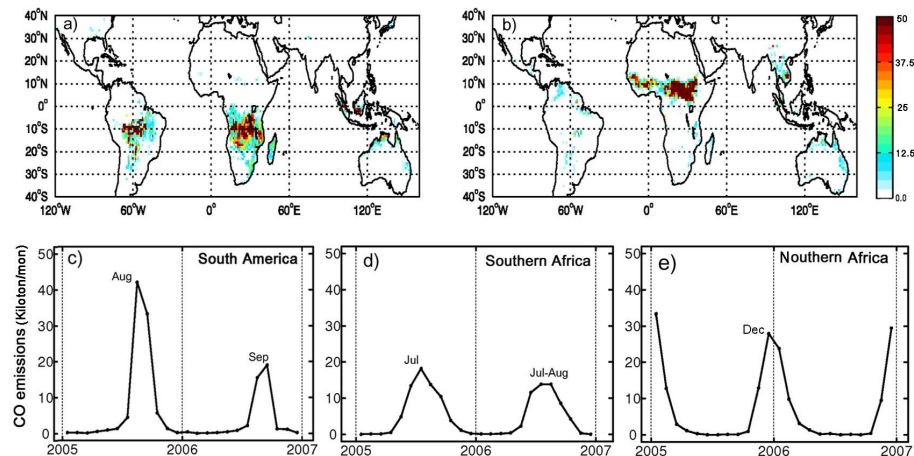 a)
40°N
30°N
20°N
10°N
0°
10°S
20°S
30°S
40°S
120°W
60°W
0°
60°E
120°E
b)
40°S
30°S
20°N
10°N
0°
10°S
20°S
30°S
40°S
120°W
60°W
0°
60°E
120°E
50
37.5
25
12.5
0.0
CO emissions (Kiloton/mon)
c)
South America
50
40
30
20
10
0
Aug
Sep
2005
2006
2007
d)
Southern Africa
50
40
30
20
10
0
Jul
Jul-Aug
2005
2006
2007
e)
Nouthern Africa
50
40
30
20
10
0
Dec
2005
2006
2007